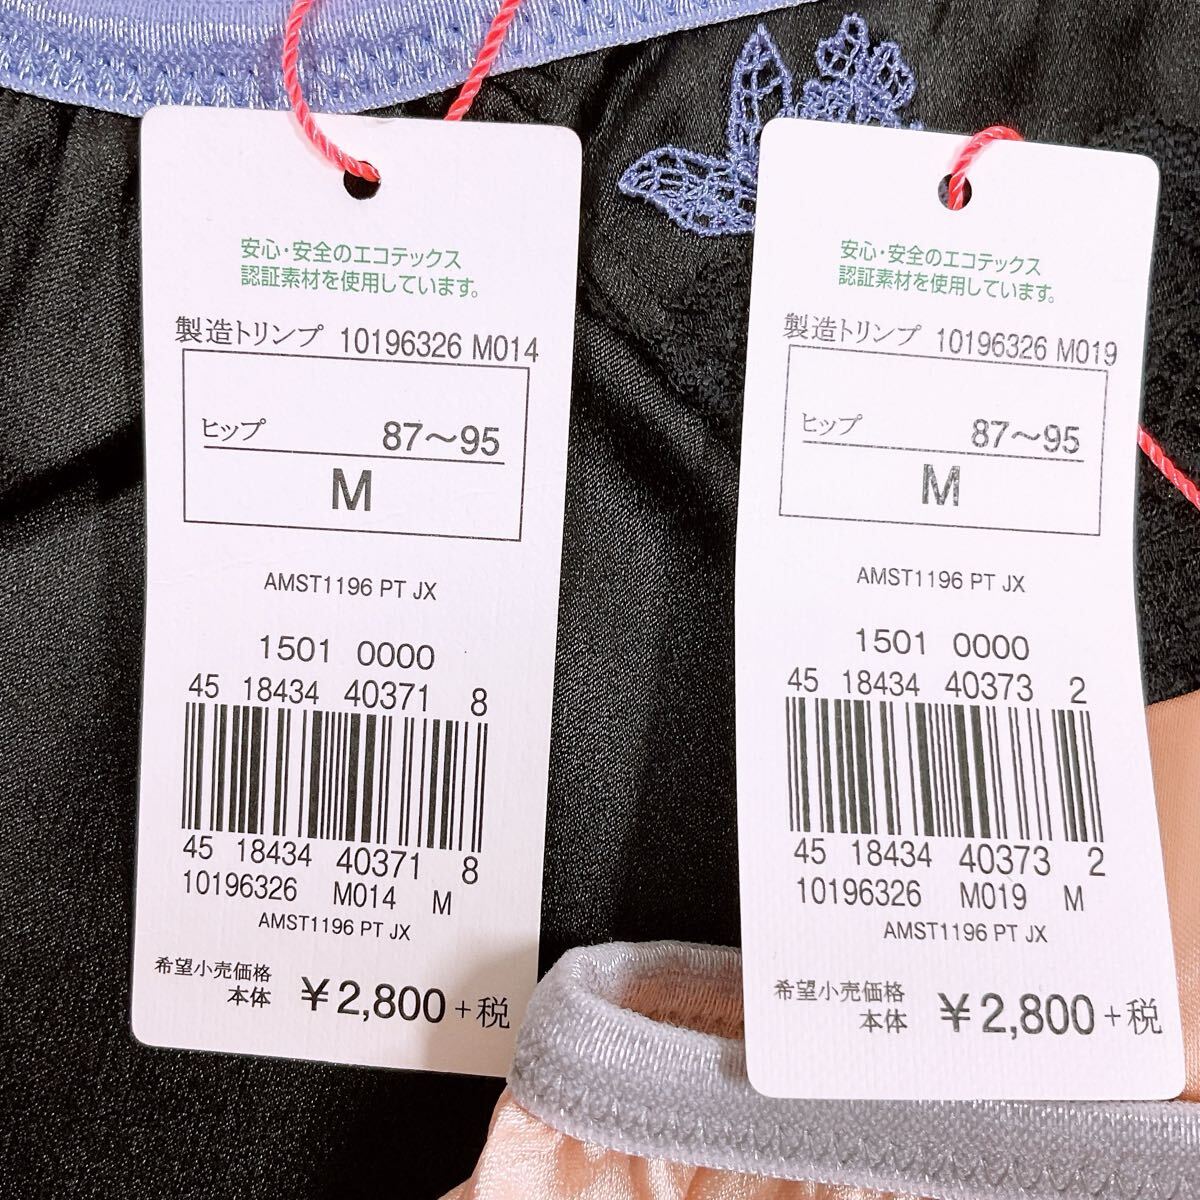 安心・安全のエコテックス
認証素材を使用しています。
製造トリンプ 10196326 M014
ヒップ 87～95
M
AMST1196 PT JX
1501 0000
45 18434 40371 8
45 18434 40371 8
10196326 M014 M
AMST1196 PT JX
希望小売価格
本体 ¥2,800+税
安心・安全のエコテックス
認証素材を使用しています。
製造トリンプ 10196326 M019
ヒップ 87～95
M
AMST1196 PT JX
1501 0000
45 18434 40373 2
45 18434 40373 2
10196326 M019 M
AMST1196 PT JX
希望小売価格
本体 ¥2,800+税